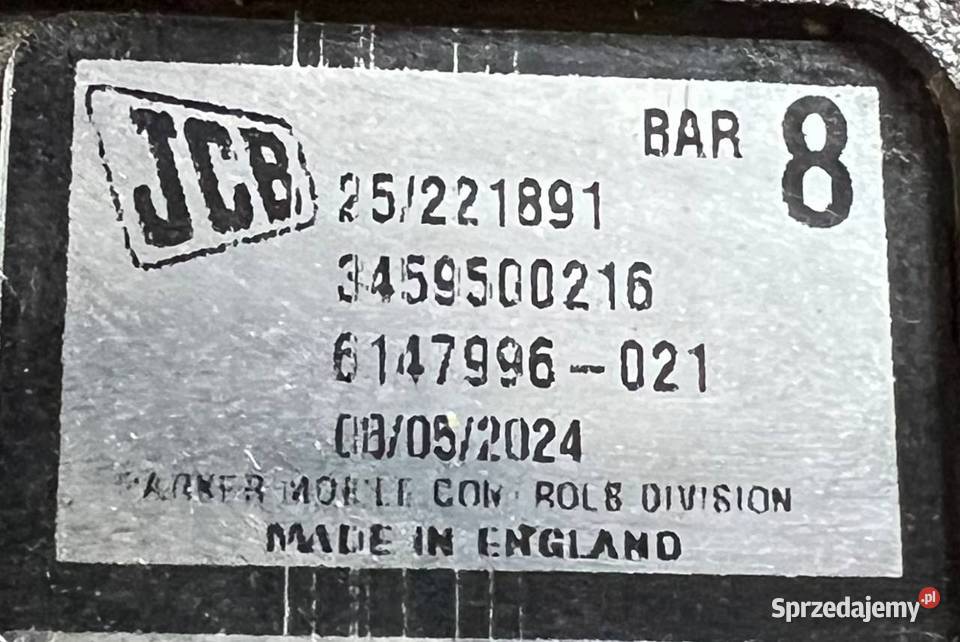 JCB
BAR 8
25/221891
3459500216
6147996-021
08/05/2024
PARKER MOBILE CONTROLS DIVISION
MADE IN ENGLAND
Sprzedajemy.pl